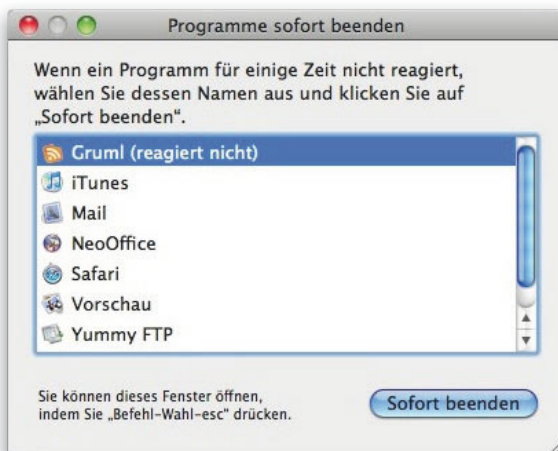 Programme sofort beenden
Wenn ein Programm für einige Zeit nicht reagiert,
wählen Sie dessen Namen aus und klicken Sie auf
„Sofort beenden“.
Gruml (reagiert nicht)
iTunes
Mail
NeoOffice
Safari
Vorschau
Yummy FTP
Sie können dieses Fenster öffnen,
indem Sie „Befehl-Wahl-esc“ drücken.
Sofort beenden